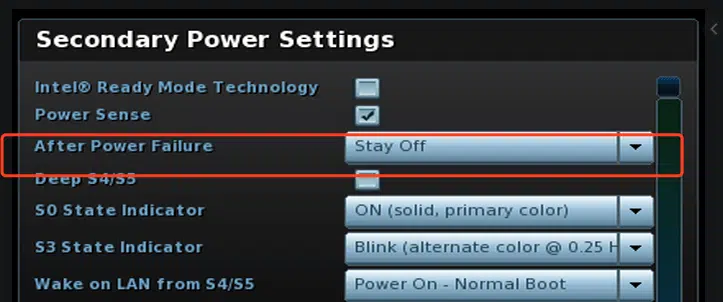 Secondary Power Settings
Intel® Ready Mode Technology
Power Sense
After Power Failure Stay Off
Deep S4/S5
S0 State Indicator ON (solid, primary color)
S3 State Indicator Blink (alternate color @ 0.25 H
Wake on LAN from S4/S5 Power On - Normal Boot